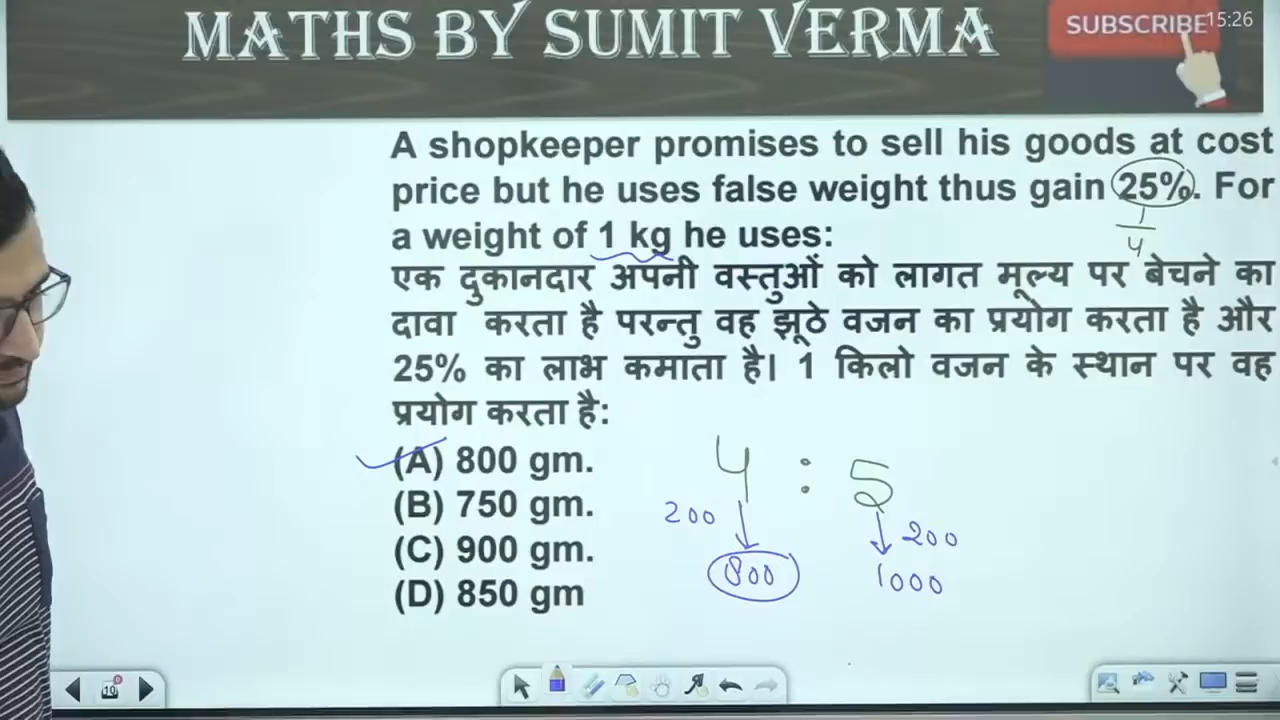 MATHS BY SUMIT VERMA
SUBSCRIBE
15:26
A shopkeeper promises to sell his goods at cost
price but he uses false weight thus gain 25%. For
1/4
a weight of 1 kg he uses:
एक दुकानदार अपनी वस्तुओं को लागत मूल्य पर बेचने का
दावा करता है परन्तु वह झूठे वजन का प्रयोग करता है और
25% का लाभ कमाता है। 1 किलो वजन के स्थान पर वह
प्रयोग करता है:
(A) 800 gm.
(B) 750 gm.
(C) 900 gm.
(D) 850 gm
4 : 5
200 200
800 1000
10
0